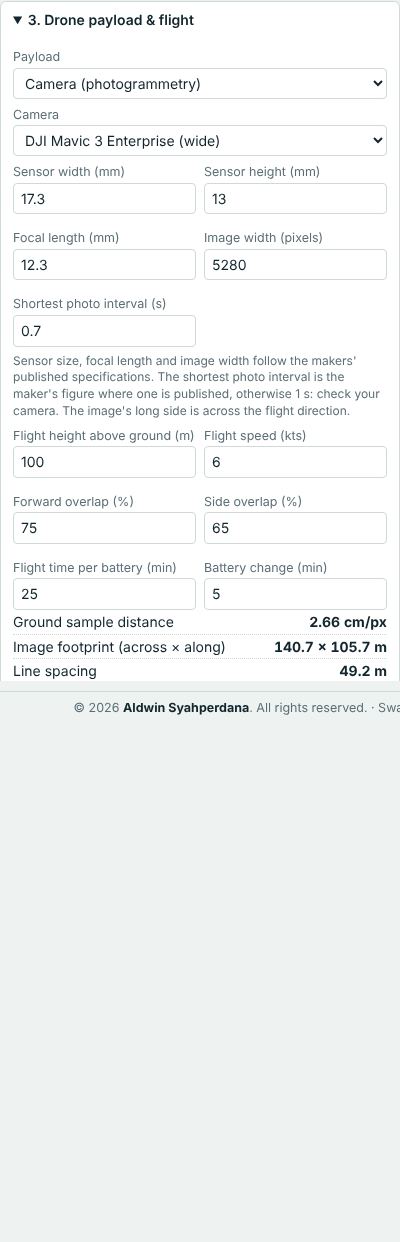 ▼ 3. Drone payload & flight
Payload
Camera (photogrammetry)
Camera
DJI Mavic 3 Enterprise (wide)
Sensor width (mm) Sensor height (mm)
17.3 13
Focal length (mm) Image width (pixels)
12.3 5280
Shortest photo interval (s)
0.7
Sensor size, focal length and image width follow the makers'
published specifications. The shortest photo interval is the
maker's figure where one is published, otherwise 1 s: check your
camera. The image's long side is across the flight direction.
Flight height above ground (m) Flight speed (kts)
100 6
Forward overlap (%) Side overlap (%)
75 65
Flight time per battery (min) Battery change (min)
25 5
Ground sample distance 2.66 cm/px
Image footprint (across × along) 140.7 × 105.7 m
Line spacing 49.2 m
© 2026 Aldwin Syahperdana. All rights reserved. · Swa